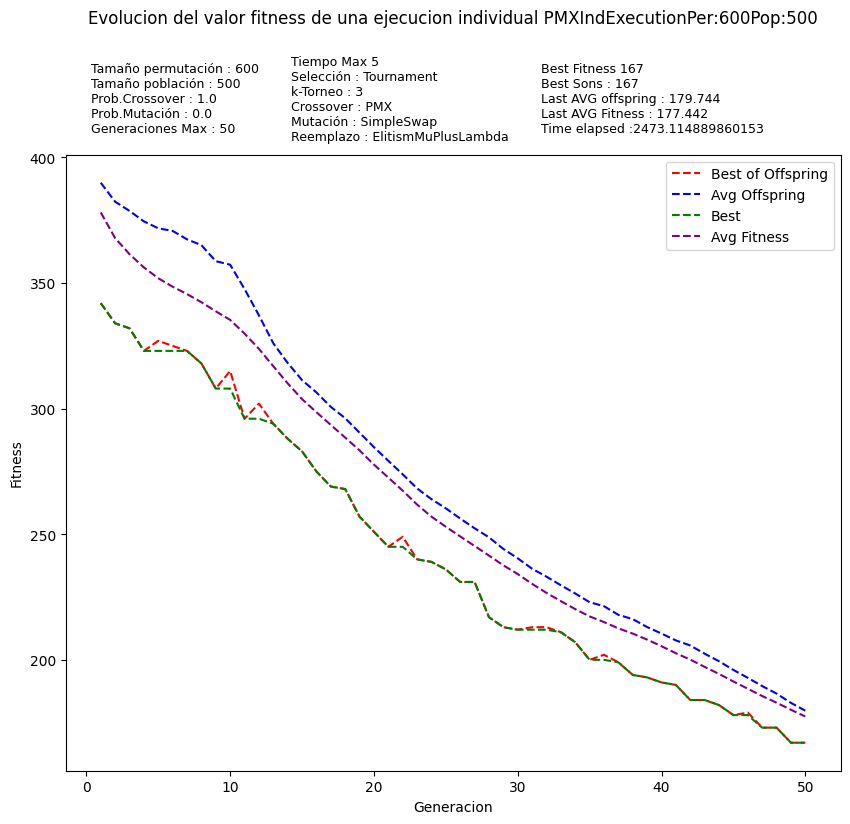 Evolucion del valor fitness de una ejecucion individual PMXIndExecutionPer:600Pop:500
Tamaño permutación : 600
Tamaño población : 500
Prob.Crossover : 1.0
Prob.Mutación : 0.0
Generaciones Max : 50
Tiempo Max 5
Selección : Tournament
k-Torneo : 3
Crossover : PMX
Mutación : SimpleSwap
Reemplazo : ElitismMuPlusLambda
Best Fitness 167
Best Sons : 167
Last AVG offspring : 179.744
Last AVG Fitness : 177.442
Time elapsed :2473.114889860153
Best of Offspring
Avg Offspring
Best
Avg Fitness
400
350
300
250
200
Fitness
0
10
20
30
40
50
Generacion